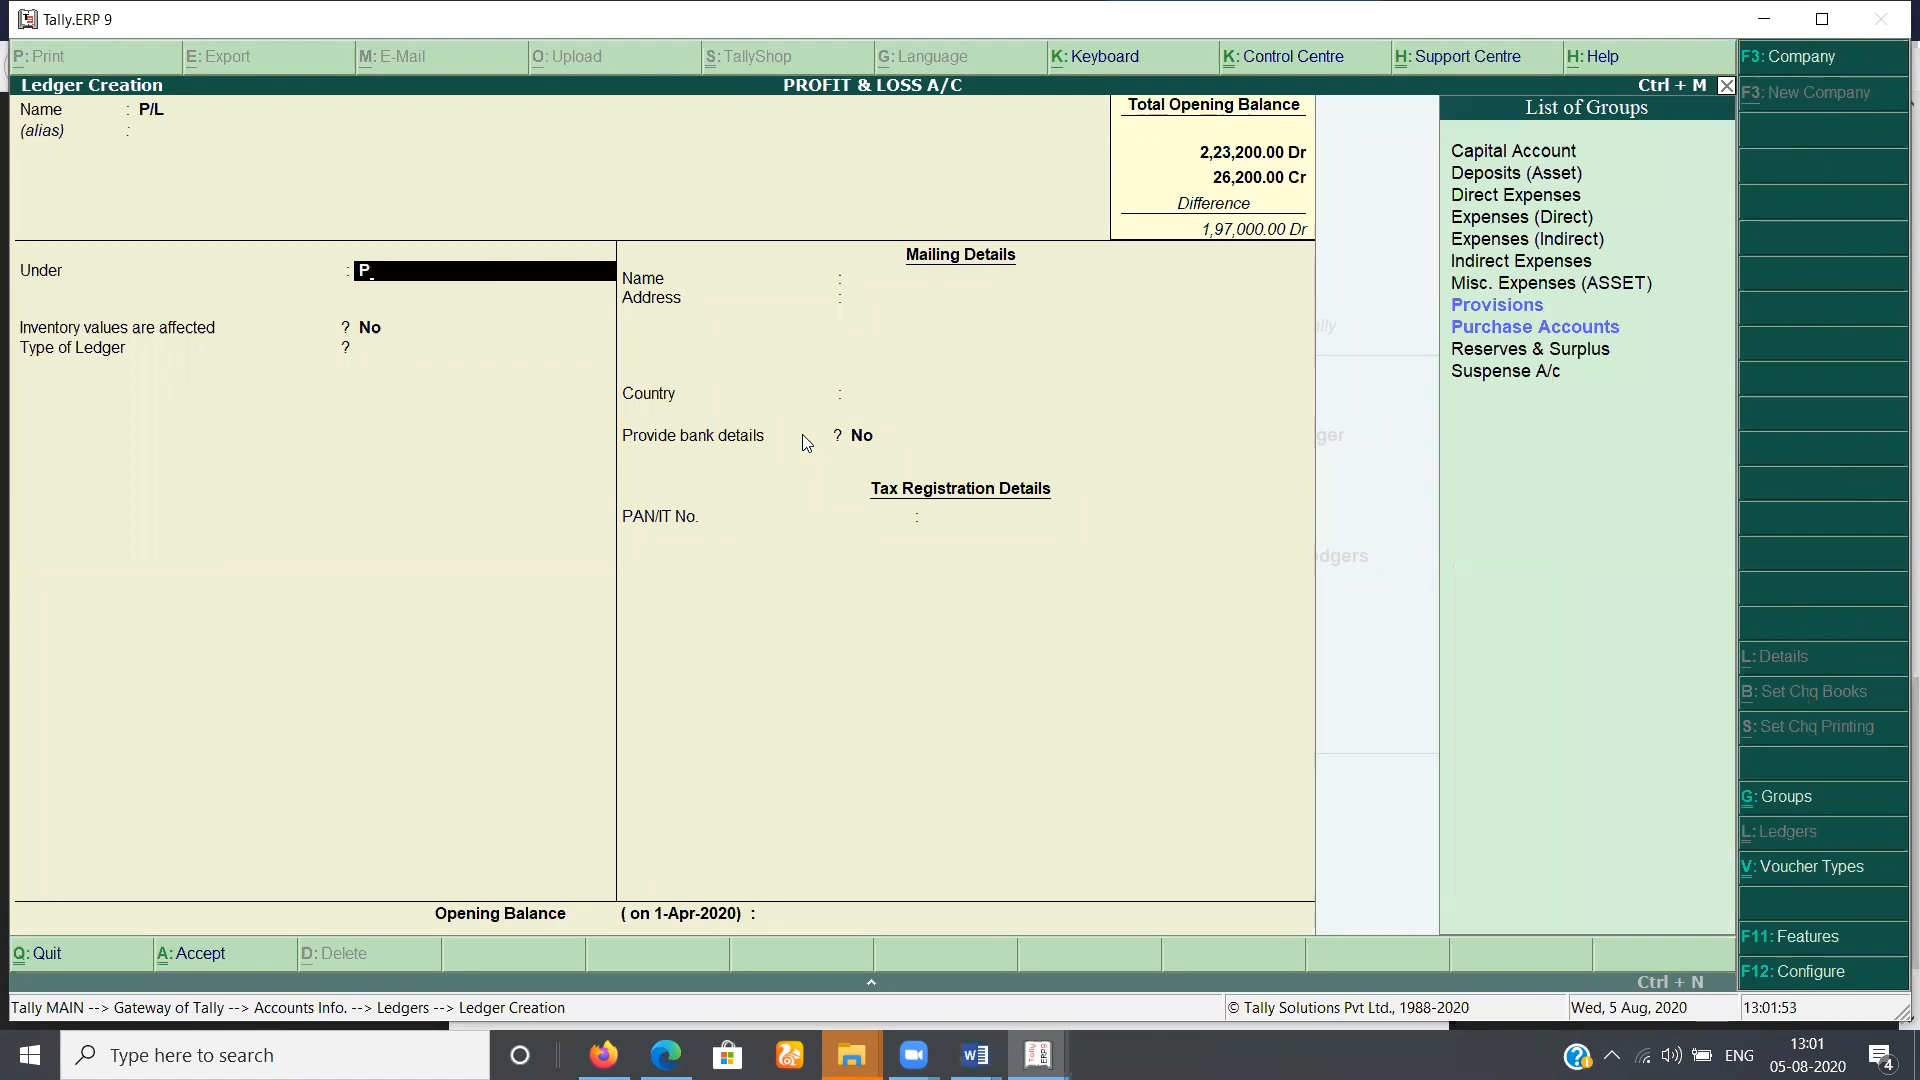 Tally.ERP 9
P: Print
E: Export
M: E-Mail
O: Upload
S: TallyShop
G: Language
K: Keyboard
K: Control Centre
H: Support Centre
H: Help
F3: Company
Ledger Creation
PROFIT & LOSS A/C
Ctrl + M
F3: New Company
Name : P/L
(alias) :
Total Opening Balance
2,23,200.00 Dr
26,200.00 Cr
Difference
1,97,000.00 Dr
List of Groups
Capital Account
Deposits (Asset)
Direct Expenses
Expenses (Direct)
Expenses (Indirect)
Indirect Expenses
Misc. Expenses (ASSET)
Provisions
Purchase Accounts
Reserves & Surplus
Suspense A/c
Under : P_
Inventory values are affected ? No
Type of Ledger ?
Mailing Details
Name :
Address :
Country :
Provide bank details ? No
Tax Registration Details
PAN/IT No. :
ally
ger
dgers
L: Details
B: Set Chq Books
S: Set Chq Printing
G: Groups
L: Ledgers
V: Voucher Types
F11: Features
F12: Configure
Opening Balance ( on 1-Apr-2020) :
Q: Quit
A: Accept
D: Delete
Ctrl + N
Tally MAIN --> Gateway of Tally --> Accounts Info. --> Ledgers --> Ledger Creation
© Tally Solutions Pvt Ltd., 1988-2020
Wed, 5 Aug, 2020
13:01:53
Type here to search
W
Tally
ERP9
ENG
13:01
05-08-2020
4